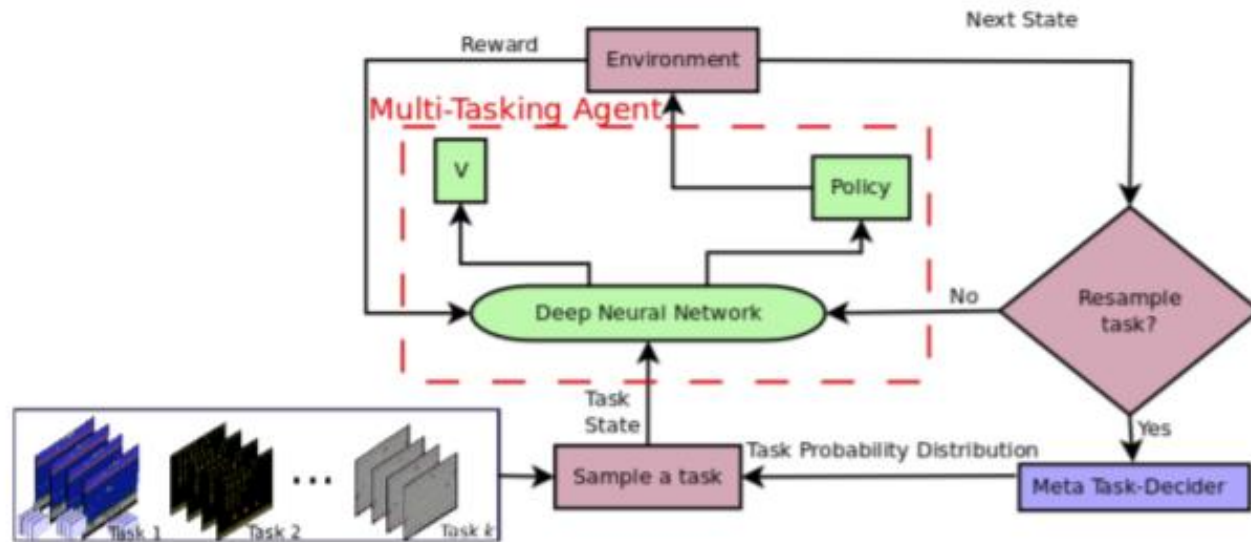 Next State
Reward
Environment
Multi-Tasking Agent
V
Policy
Deep Neural Network
No
Resample
task?
Task
State
Yes
Task Probability Distribution
Sample a task
Meta Task-Decider
Task 1
Task 2
...
Task k